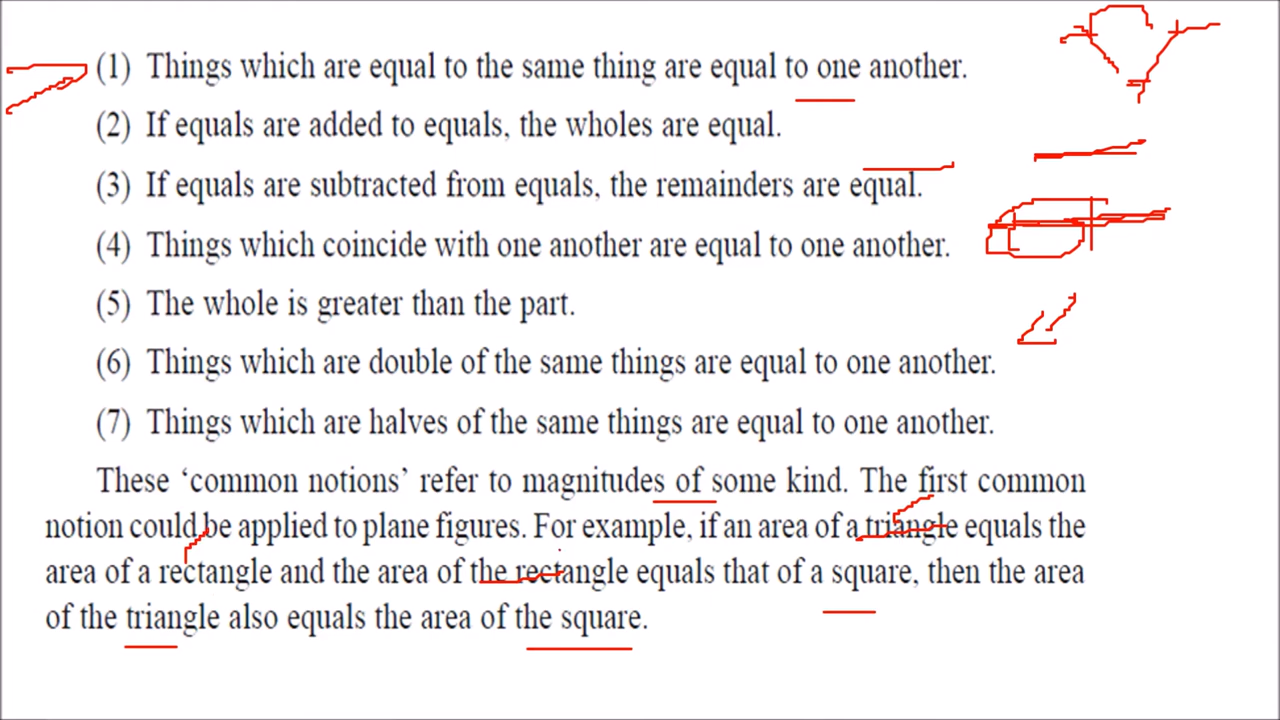 (1) Things which are equal to the same thing are equal to one another.
(2) If equals are added to equals, the wholes are equal.
(3) If equals are subtracted from equals, the remainders are equal.
(4) Things which coincide with one another are equal to one another.
(5) The whole is greater than the part.
(6) Things which are double of the same things are equal to one another.
(7) Things which are halves of the same things are equal to one another.
These ‘common notions’ refer to magnitudes of some kind. The first common
notion could be applied to plane figures. For example, if an area of a triangle equals the
area of a rectangle and the area of the rectangle equals that of a square, then the area
of the triangle also equals the area of the square.